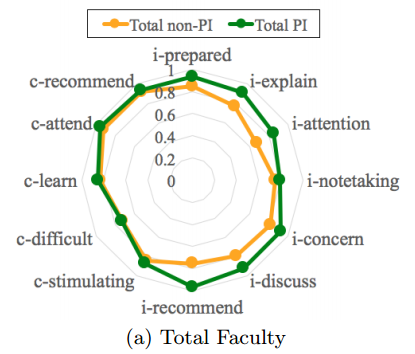 Total non-PI Total PI
i-prepared
1
c-recommend i-explain
0.8
c-attend 0.6 i-attention
0.4
0.2
c-learn 0 i-notetaking
c-difficult i-concern
c-stimulating i-discuss
i-recommend
(a) Total Faculty